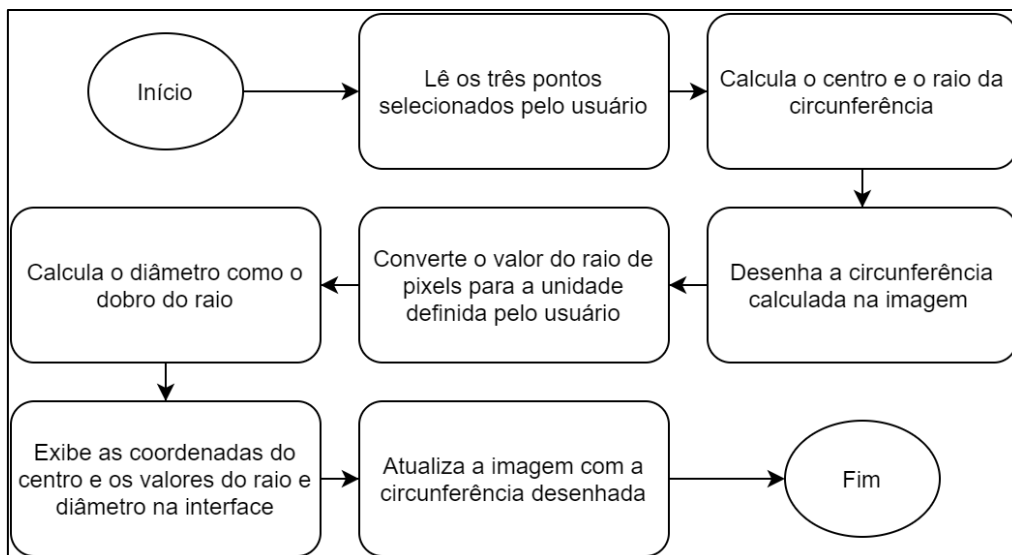 Início
Lê os três pontos
selecionados pelo usuário
Calcula o centro e o raio da
circunferência
Desenha a circunferência
calculada na imagem
Converte o valor do raio de
pixels para a unidade
definida pelo usuário
Calcula o diâmetro como o
dobro do raio
Exibe as coordenadas do
centro e os valores do raio e
diâmetro na interface
Atualiza a imagem com a
circunferência desenhada
Fim